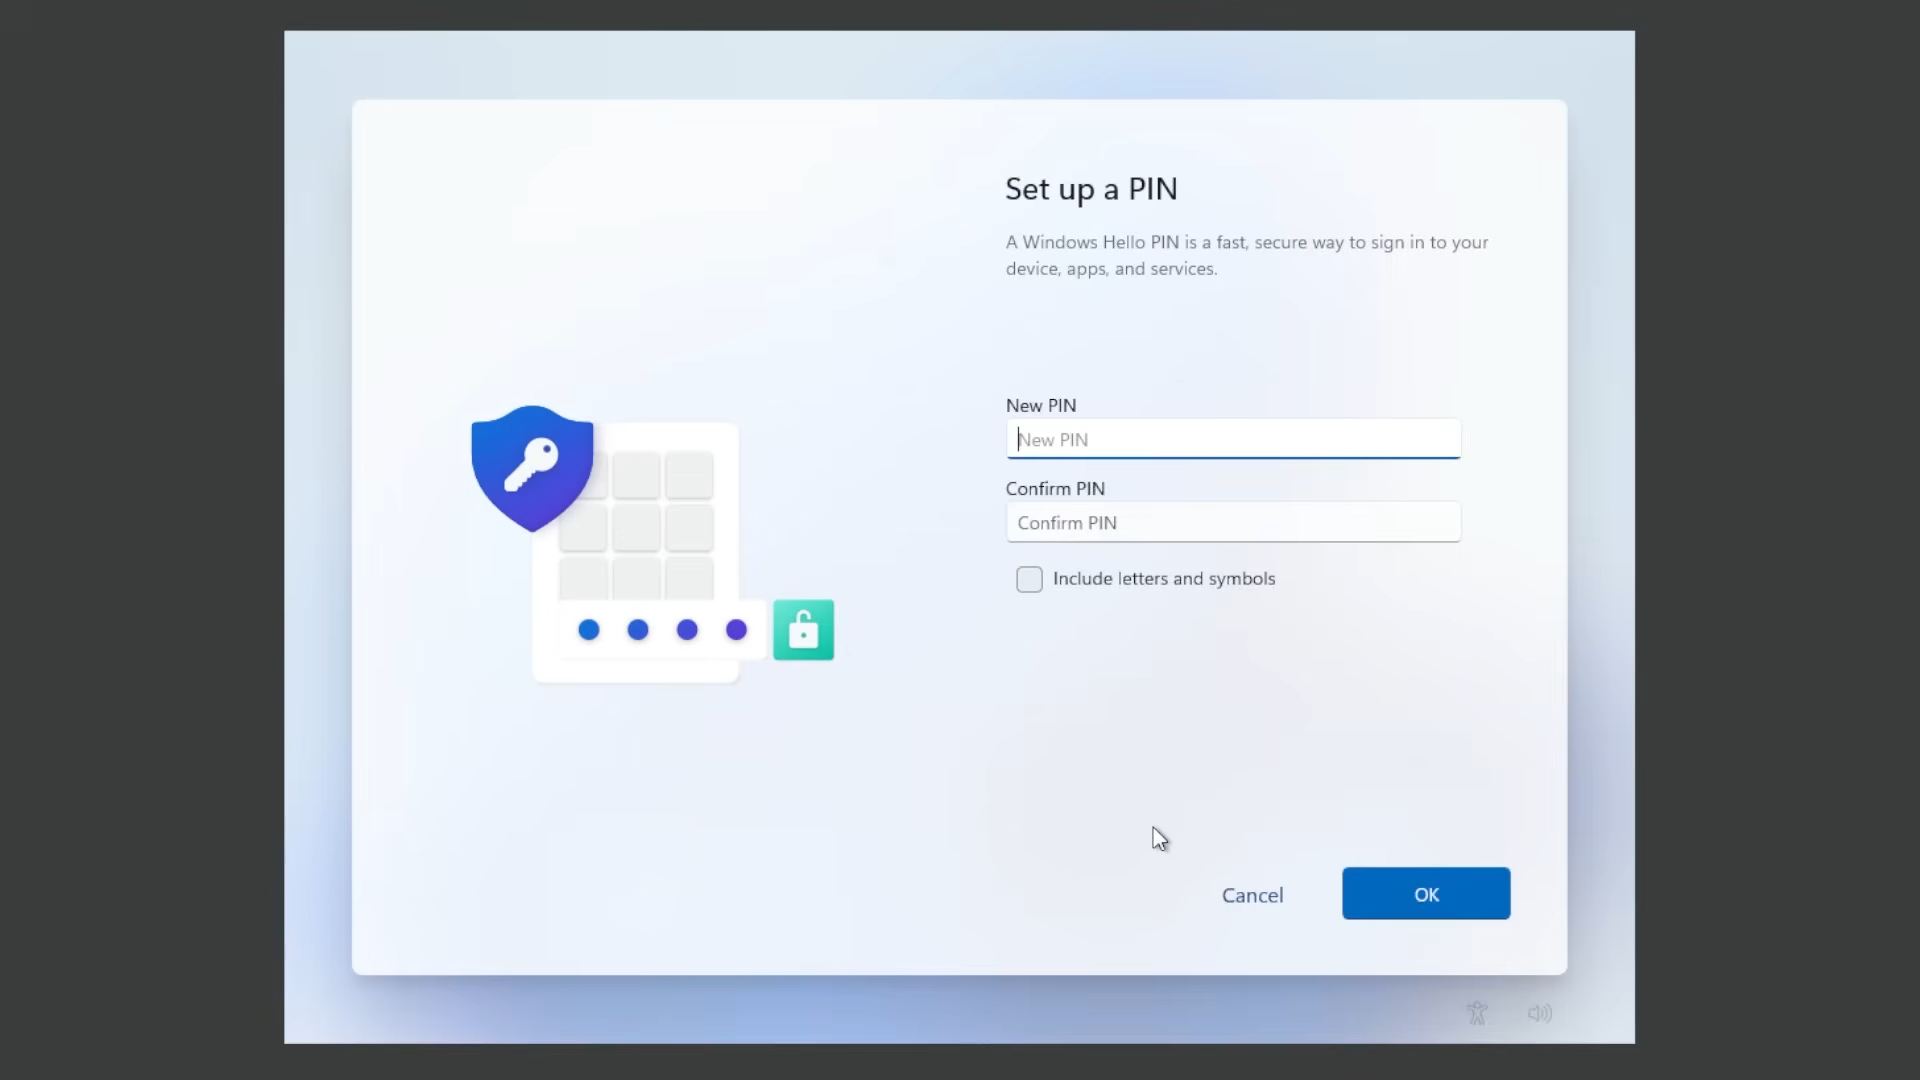 Set up a PIN
A Windows Hello PIN is a fast, secure way to sign in to your
device, apps, and services.
New PIN
New PIN
Confirm PIN
Confirm PIN
Include letters and symbols
Cancel
OK